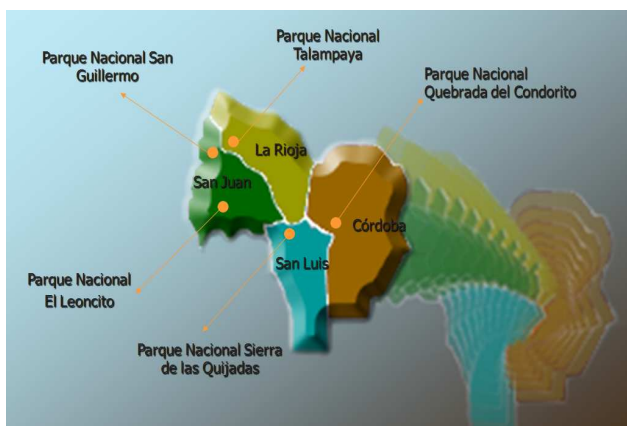 Parque Nacional San
Guillermo
Parque Nacional
Talampaya
Parque Nacional
Quebrada del Condorito
La Rioja
San Juan
Córdoba
San Luis
Parque Nacional
El Leoncito
Parque Nacional Sierra
de las Quijadas